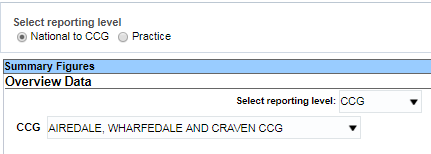 Select reporting level
National to CCG Practice
Summary Figures
Overview Data
Select reporting level: CCG
CCG AIREDALE, WHARFEDALE AND CRAVEN CCG